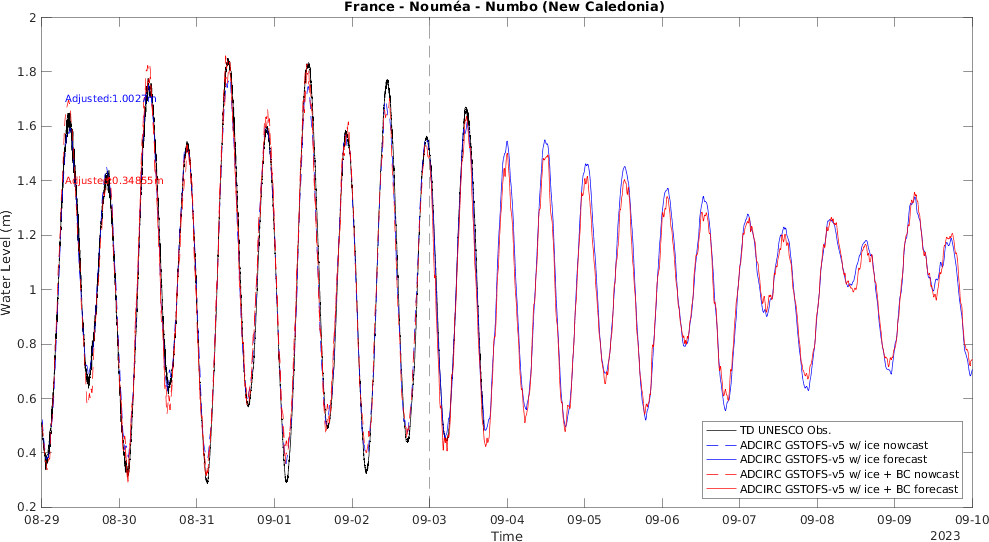 France - Nouméa - Numbo (New Caledonia)
2
1.8
1.6
1.4
1.2
1
0.8
0.6
0.4
0.2
Water Level (m)
Adjusted:1.0027m
Adjusted:0.34855m
TD UNESCO Obs.
ADCIRC GSTOFS-v5 w/ ice nowcast
ADCIRC GSTOFS-v5 w/ ice forecast
ADCIRC GSTOFS-v5 w/ ice + BC nowcast
ADCIRC GSTOFS-v5 w/ ice + BC forecast
08-29 08-30 08-31 09-01 09-02 09-03 09-04 09-05 09-06 09-07 09-08 09-09 09-10
Time
2023